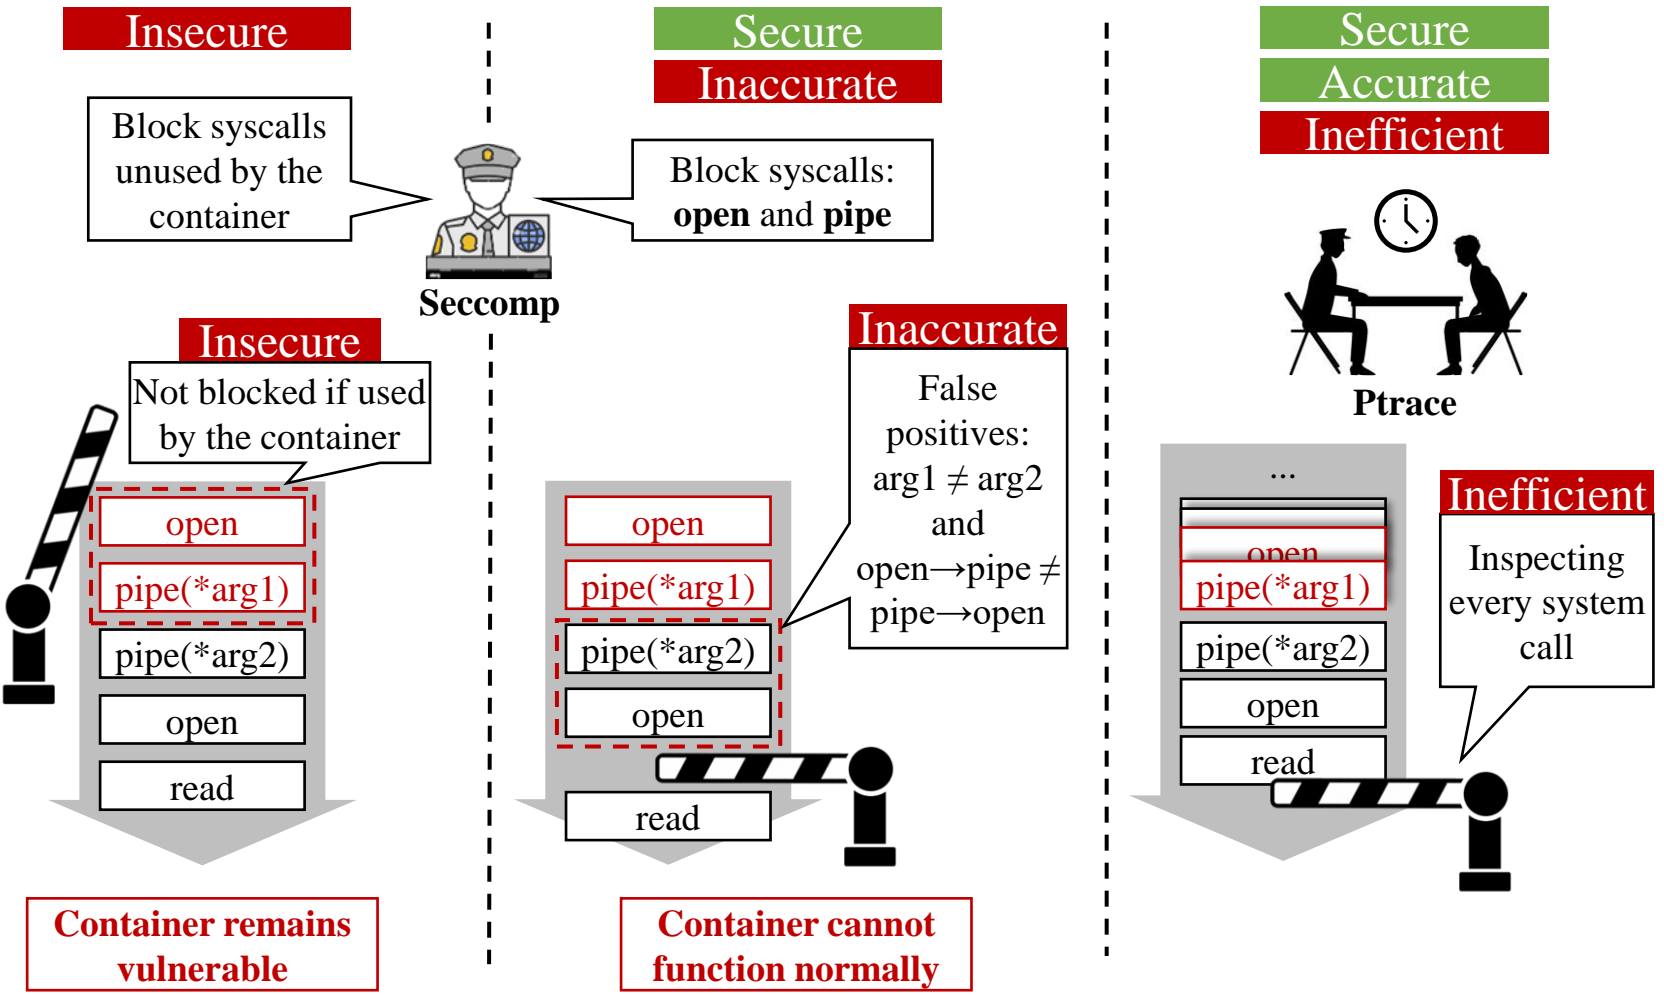 Insecure
Block syscalls
unused by the
container
Seccomp
Insecure
Not blocked if used
by the container
open
pipe(*arg1)
pipe(*arg2)
open
read
Container remains
vulnerable
Secure
Inaccurate
Block syscalls:
open and pipe
Inaccurate
False
positives:
arg1 ≠ arg2
and
open→pipe ≠
pipe→open
open
pipe(*arg1)
pipe(*arg2)
open
read
Container cannot
function normally
Secure
Accurate
Inefficient
Ptrace
...
open
pipe(*arg1)
pipe(*arg2)
open
read
Inefficient
Inspecting
every system
call